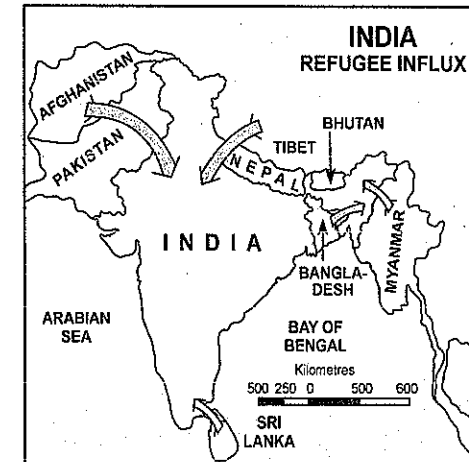 INDIA
REFUGEE INFLUX
AFGHANISTAN
PAKISTAN
TIBET
BHUTAN
NEPAL
INDIA
BANGLA-
DESH
MYANMAR
ARABIAN
SEA
BAY OF
BENGAL
Kilometres
500 250 0 500 600
SRI
LANKA